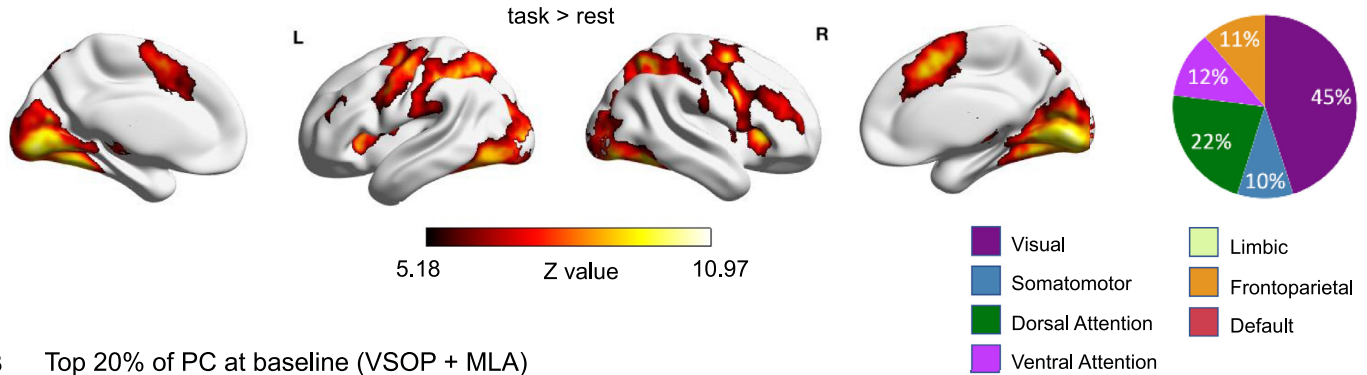 task > rest
L
R
11%
12%
45%
22%
10%
5.18 Z value 10.97
Visual
Limbic
Somatomotor
Frontoparietal
Dorsal Attention
Default
Ventral Attention
Top 20% of PC at baseline (VSOP + MLA)